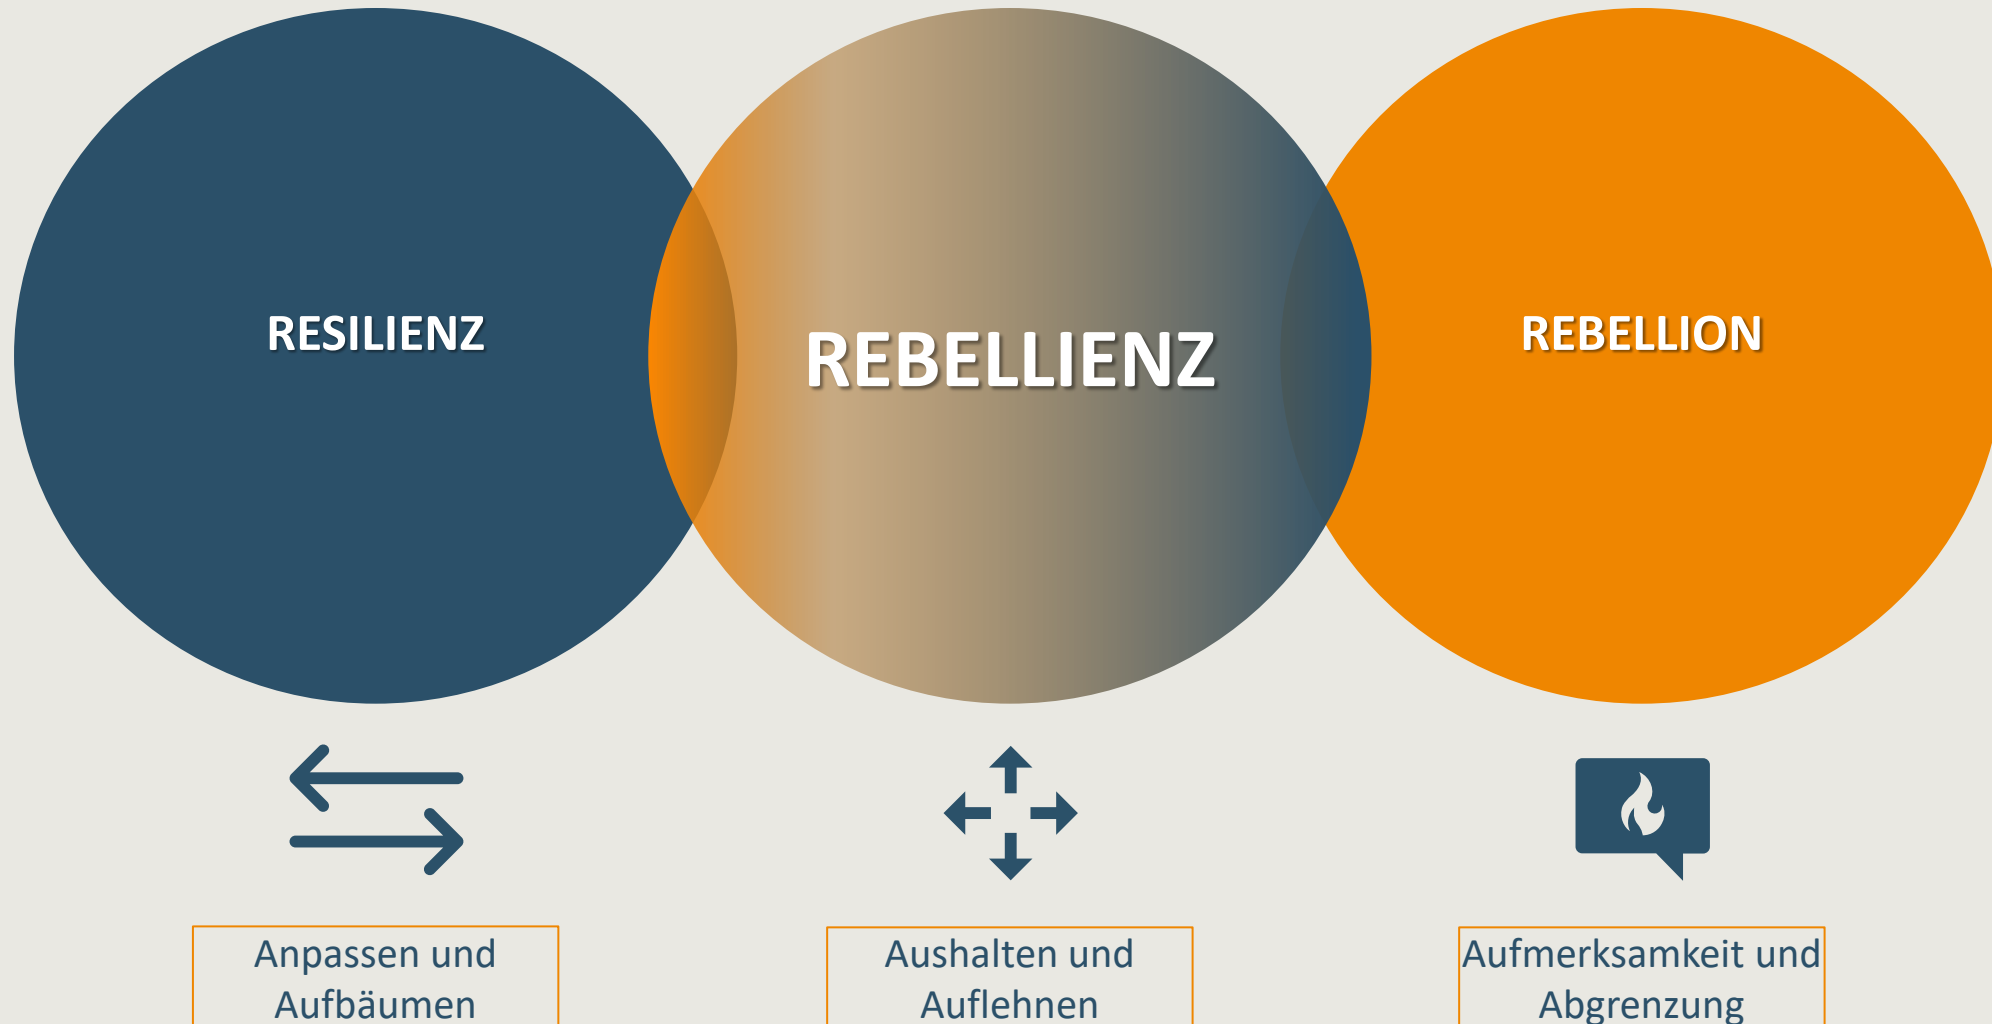 RESILIENZ
REBELLIENZ
REBELLION
Anpassen und
Aufbäumen
Aushalten und
Auflehnen
Aufmerksamkeit und
Abgrenzung